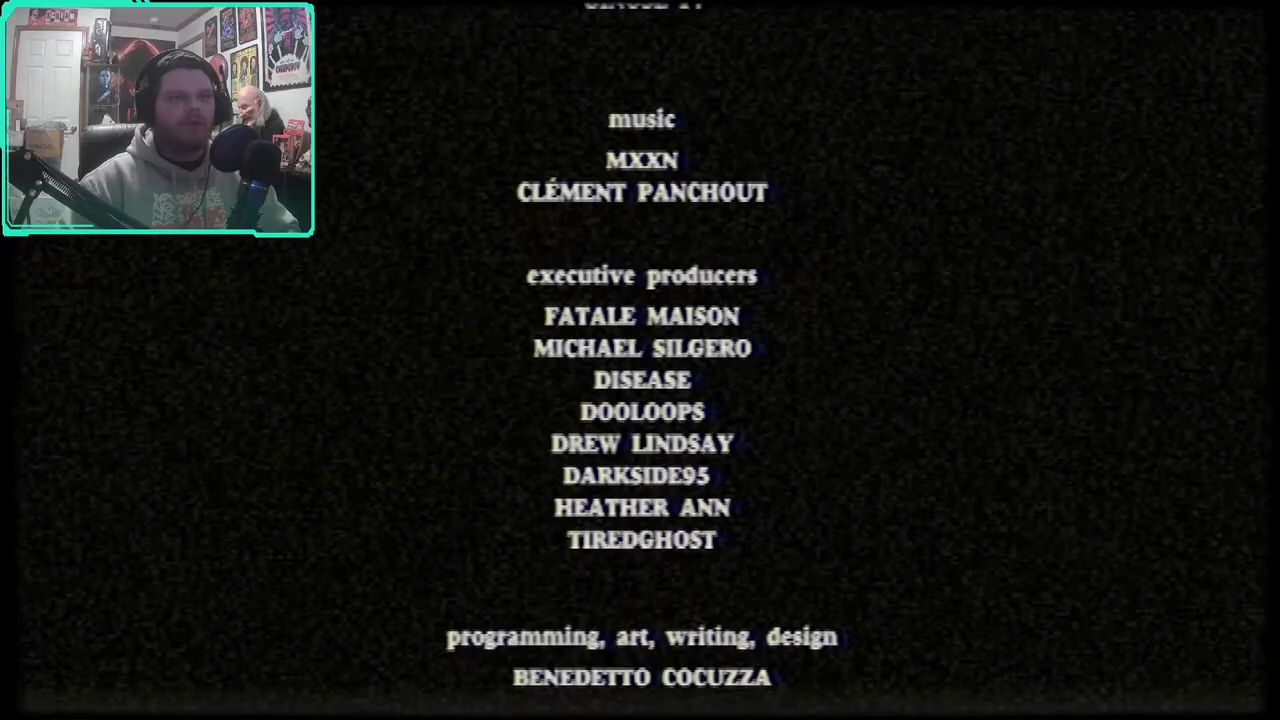 music
MXXN
CLÉMENT PANCHOUT
executive producers
FATALE MAISON
MICHAEL SILGERO
DISEASE
DOOLOOPS
DREW LINDSAY
DARKSIDE95
HEATHER ANN
TIREDGHOST
programming, art, writing, design
BENEDETTO COCUZZA